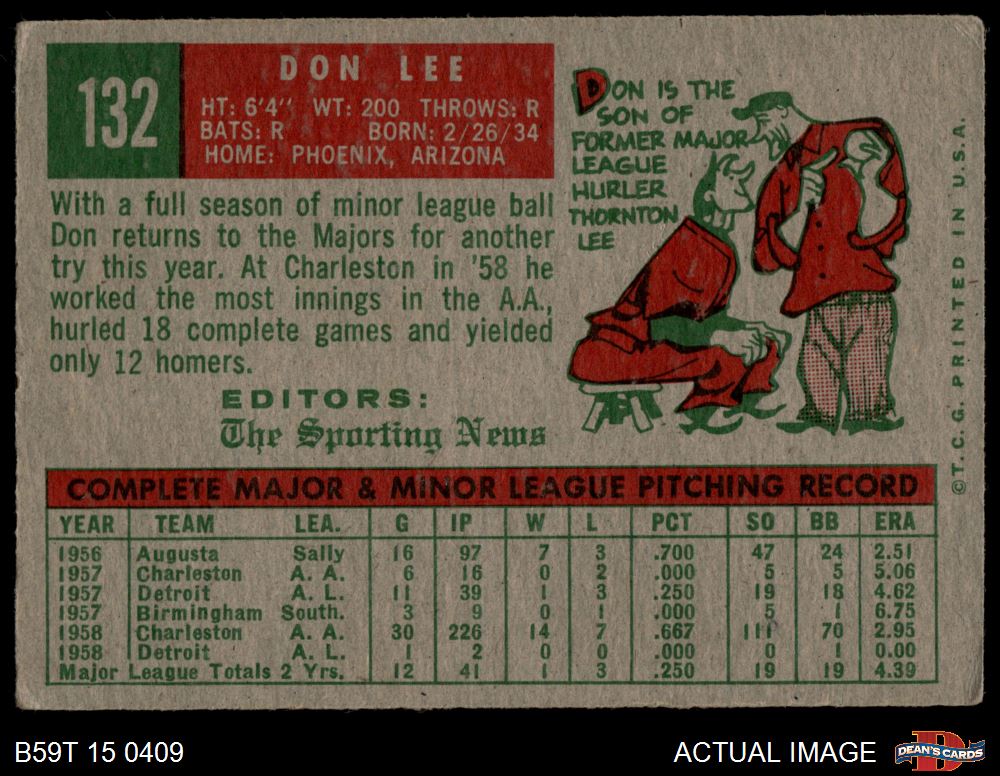 132
DON LEE
HT: 6'4" WT: 200 THROWS: R
BATS: R BORN: 2/26/34
HOME: PHOENIX, ARIZONA
With a full season of minor league ball
Don returns to the Majors for another
try this year. At Charleston in '58 he
worked the most innings in the A.A.,
hurled 18 complete games and yielded
only 12 homers.
EDITORS:
The Sporting News
DON IS THE
SON OF
FORMER MAJOR
LEAGUE
HURLER
THORNTON
LEE
© T. C. G. PRINTED IN U.S.A.
COMPLETE MAJOR & MINOR LEAGUE PITCHING RECORD
YEAR TEAM LEA. G IP W L PCT SO BB ERA
1956 Augusta Sally 16 97 7 3 .700 47 24 2.51
1957 Charleston A. A. 6 16 0 2 .000 5 5 5.06
1957 Detroit A. L. 11 39 1 3 .250 19 18 4.62
1957 Birmingham South. 3 9 0 1 .000 5 1 6.75
1958 Charleston A. A. 30 226 14 7 .667 111 70 2.95
1958 Detroit A. L. 1 2 0 0 .000 0 1 0.00
Major League Totals 2 Yrs. 12 41 1 3 .250 19 19 4.39
B59T 15 0409
ACTUAL IMAGE
DEAN'S CARDS